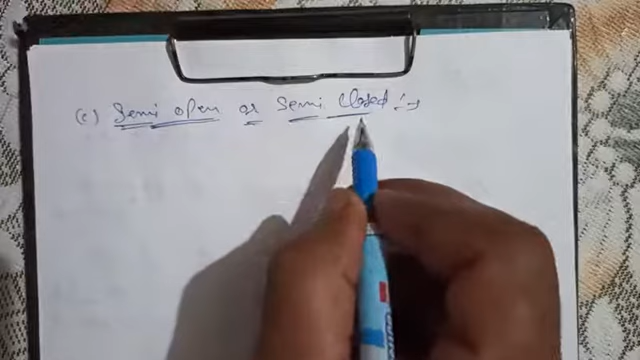 (c) Semi open or Semi Closed :→